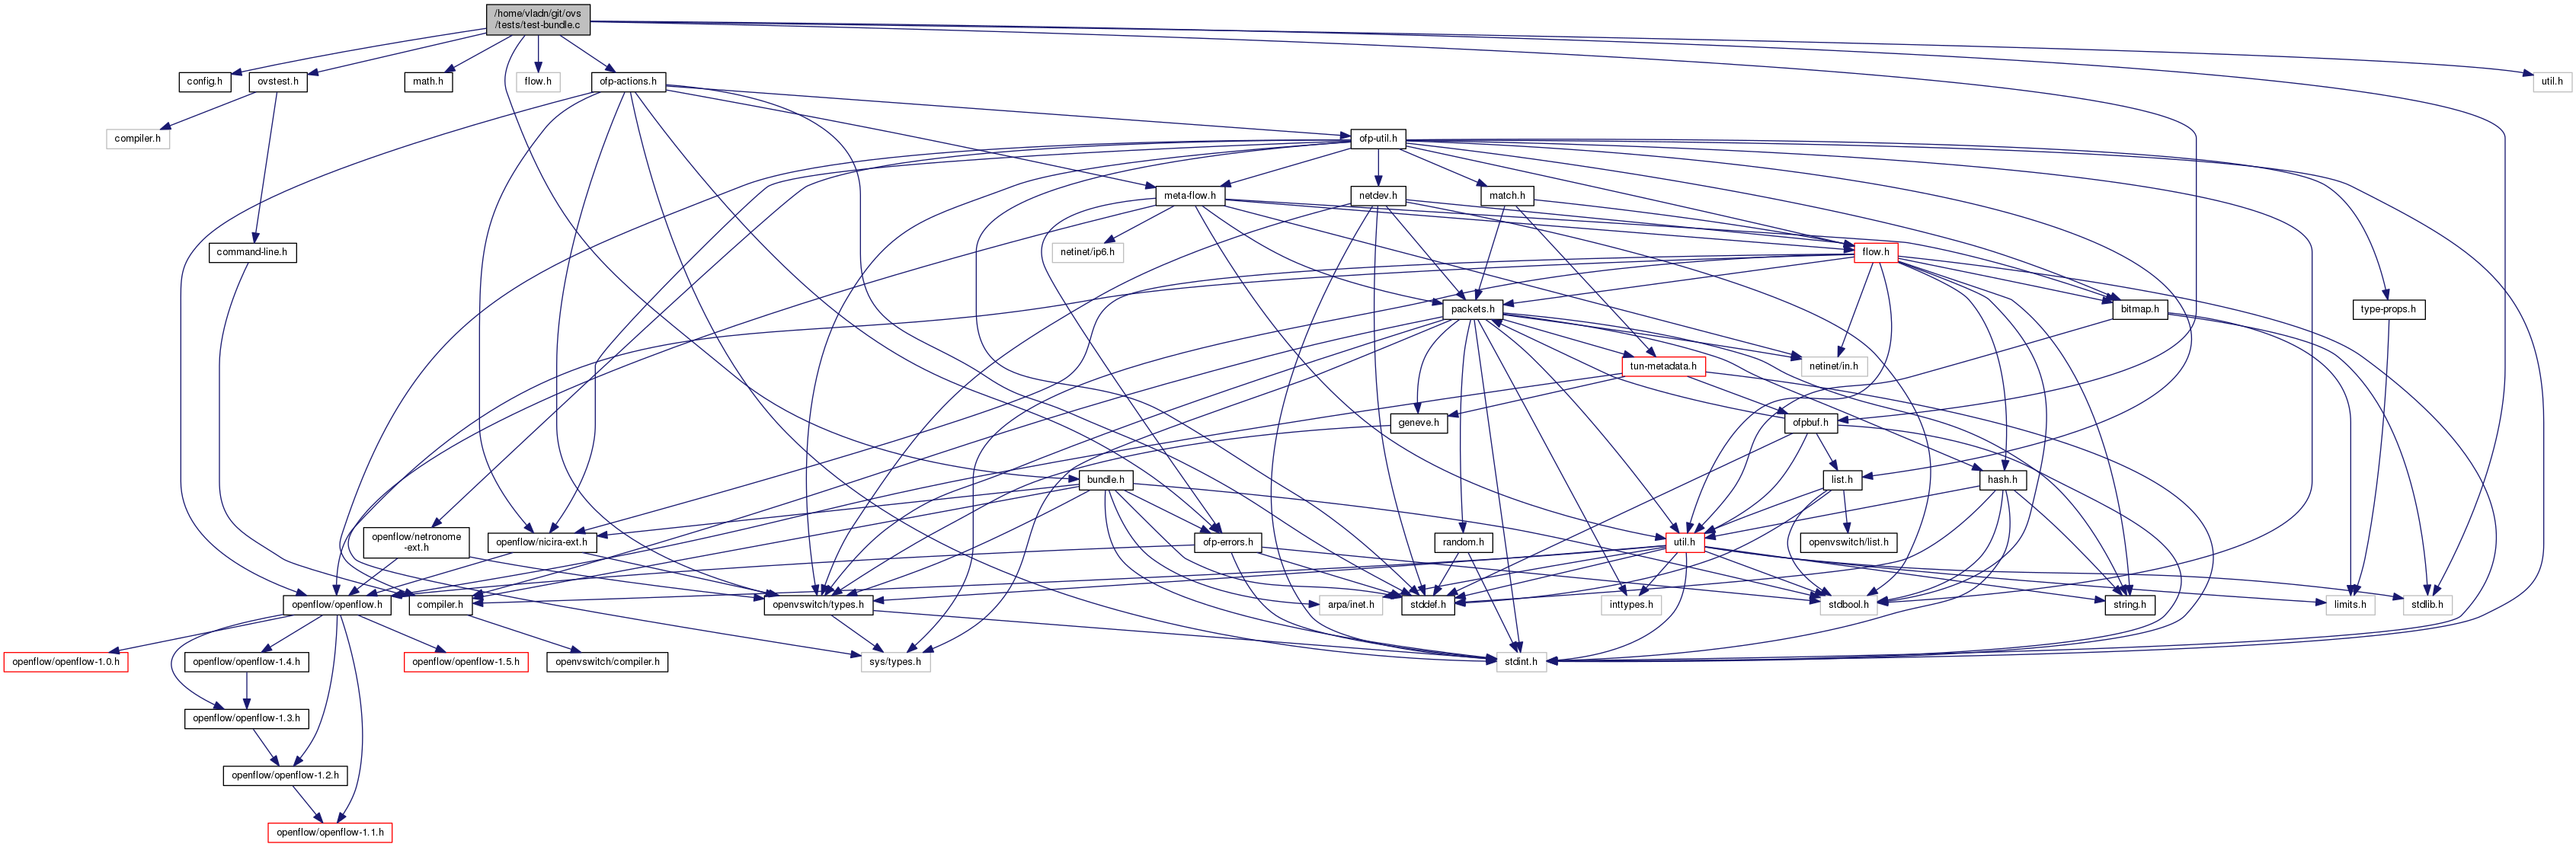 /home/vladn/git/ovs
/tests/test-bundle.c
config.h
ovstest.h
math.h
flow.h
ofp-actions.h
util.h
compiler.h
ofp-util.h
meta-flow.h
netdev.h
match.h
command-line.h
netinet/ip6.h
flow.h
packets.h
bitmap.h
type-props.h
tun-metadata.h
netinet/in.h
geneve.h
ofpbuf.h
bundle.h
list.h
hash.h
openflow/netronome
-ext.h
openflow/nicira-ext.h
ofp-errors.h
random.h
util.h
openvswitch/list.h
openflow/openflow.h
compiler.h
openvswitch/types.h
arpa/inet.h
stddef.h
inttypes.h
stdbool.h
string.h
limits.h
stdlib.h
openflow/openflow-1.0.h
openflow/openflow-1.4.h
openflow/openflow-1.5.h
openvswitch/compiler.h
sys/types.h
stdint.h
openflow/openflow-1.3.h
openflow/openflow-1.2.h
openflow/openflow-1.1.h